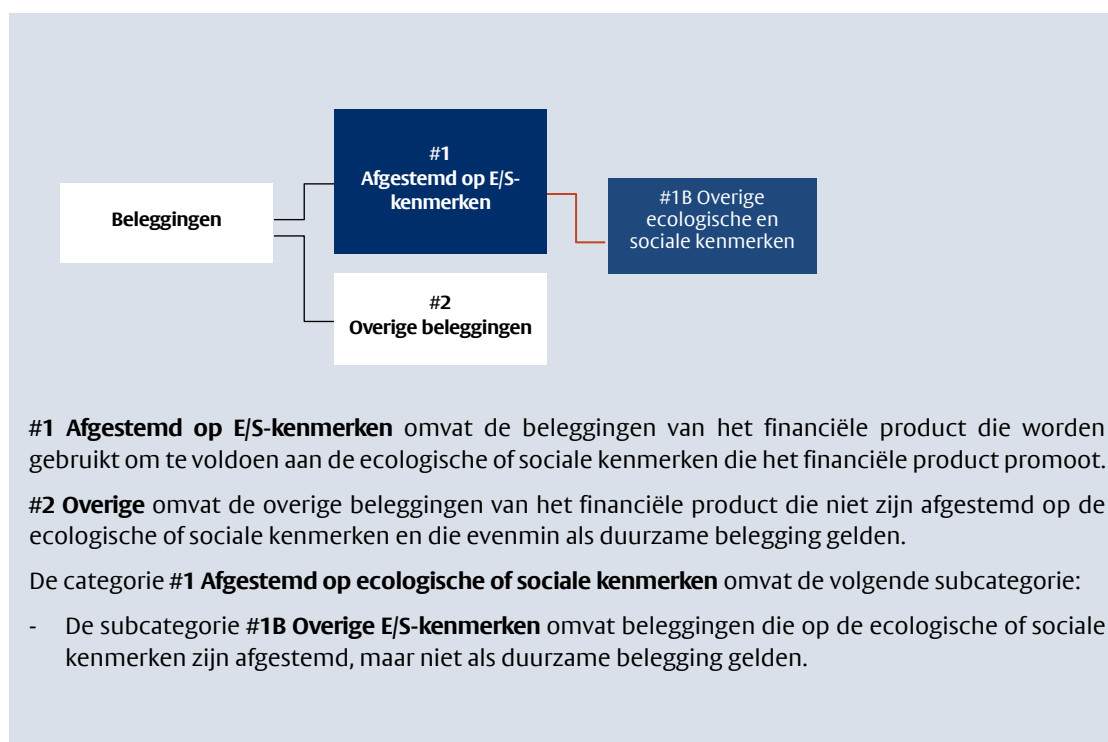 #1
Afgestemd op E/S-
kenmerken
Beleggingen
#1B Overige
ecologische en
sociale kenmerken
#2
Overige beleggingen
#1 Afgestemd op E/S-kenmerken omvat de beleggingen van het financiële product die worden
gebruikt om te voldoen aan de ecologische of sociale kenmerken die het financiële product promoot.
#2 Overige omvat de overige beleggingen van het financiële product die niet zijn afgestemd op de
ecologische of sociale kenmerken en die evenmin als duurzame belegging gelden.
De categorie #1 Afgestemd op ecologische of sociale kenmerken omvat de volgende subcategorie:
- De subcategorie #1B Overige E/S-kenmerken omvat beleggingen die op de ecologische of sociale
kenmerken zijn afgestemd, maar niet als duurzame belegging gelden.